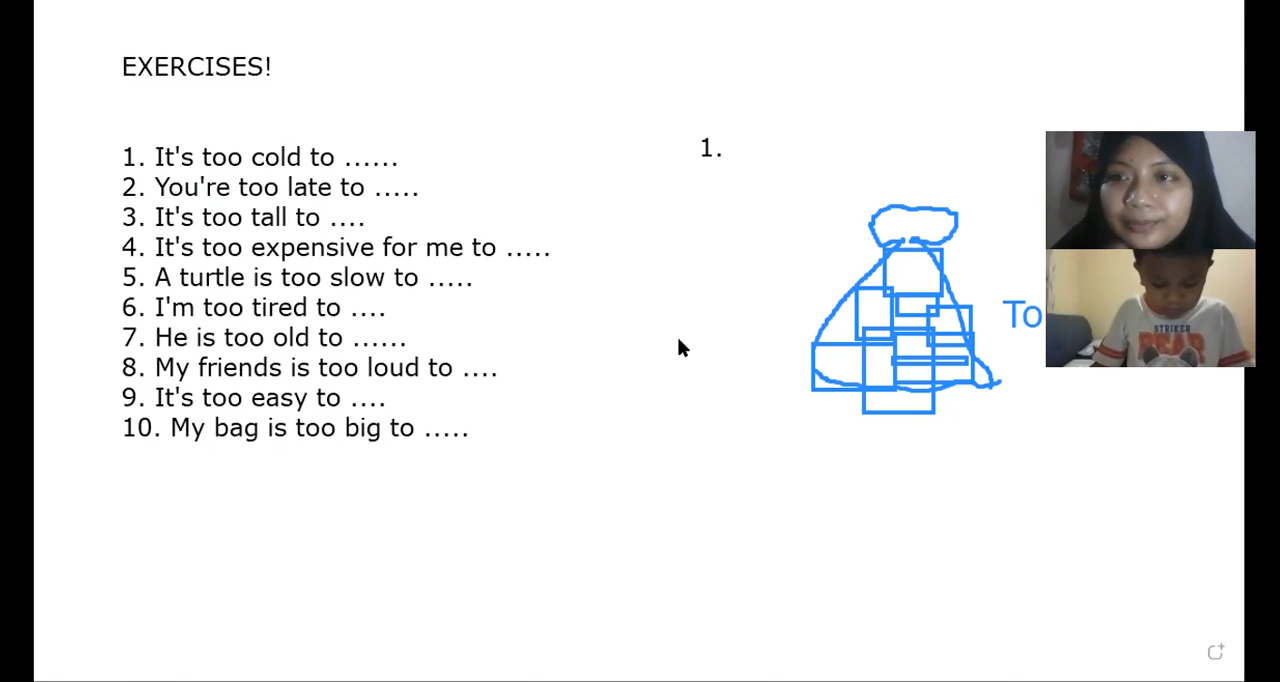 EXERCISES!
1. It's too cold to ......
2. You're too late to .....
3. It's too tall to ....
4. It's too expensive for me to .....
5. A turtle is too slow to .....
6. I'm too tired to ....
7. He is too old to ......
8. My friends is too loud to ....
9. It's too easy to ....
10. My bag is too big to .....
1.
To
STRIKER
BEAR